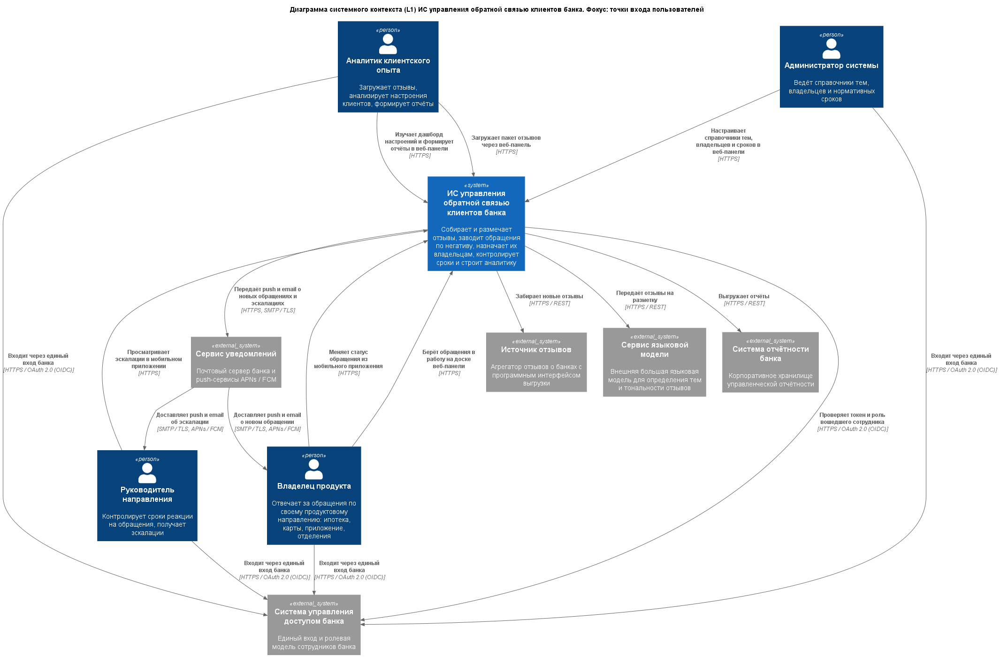 Диаграмма системного контекста (L1) ИС управления обратной связью клиентов банка. Фокус: точки входа пользователей
«person»
Аналитик клиентского
опыта
Загружает отзывы,
анализирует настроения
клиентов, формирует отчёты
«person»
Администратор системы
Ведёт справочники тем,
владельцев и нормативных
сроков
Изучает дашборд
настроений и формирует
отчёты в веб-панели
[HTTPS]
Загружает пакет отзывов
через веб-панель
[HTTPS]
Настраивает
справочники тем,
владельцев и сроков в
веб-панели
[HTTPS]
«system»
ИС управления
обратной связью
клиентов банка
Собирает и размечает
отзывы, заводит обращения
по негативу, назначает их
владельцам, контролирует
сроки и строит аналитику
Передаёт push и email о
новых обращениях и
эскалациях
[HTTPS, SMTP / TLS]
Забирает новые отзывы
[HTTPS / REST]
Передаёт отзывы на
разметку
[HTTPS / REST]
Выгружает отчёты
[HTTPS / REST]
Входит через единый
вход банка
[HTTPS / OAuth 2.0 (OIDC)]
Просматривает
эскалации в мобильном
приложении
[HTTPS]
«external_system»
Сервис уведомлений
Почтовый сервер банка и
push-сервисы APNs / FCM
Меняет статус
обращения из
мобильного приложения
[HTTPS]
Берёт обращения в
работу на доске
веб-панели
[HTTPS]
«external_system»
Источник отзывов
Агрегатор отзывов о банках с
программным интерфейсом
выгрузки
«external_system»
Сервис языковой
модели
Внешняя большая языковая
модель для определения тем
и тональности отзывов
«external_system»
Система отчётности
банка
Корпоративное хранилище
управленческой отчётности
Входит через единый
вход банка
[HTTPS / OAuth 2.0 (OIDC)]
Доставляет push и email
об эскалации
[SMTP / TLS, APNs / FCM]
Доставляет push и email
о новом обращении
[SMTP / TLS, APNs / FCM]
Проверяет токен и роль
вошедшего сотрудника
[HTTPS / OAuth 2.0 (OIDC)]
«person»
Руководитель
направления
Контролирует сроки реакции
на обращения, получает
эскалации
«person»
Владелец продукта
Отвечает за обращения по
своему продуктовому
направлению: ипотека,
карты, приложение,
отделения
Входит через единый
вход банка
[HTTPS / OAuth 2.0 (OIDC)]
Входит через единый
вход банка
[HTTPS / OAuth 2.0 (OIDC)]
«external_system»
Система управления
доступом банка
Единый вход и ролевая
модель сотрудников банка